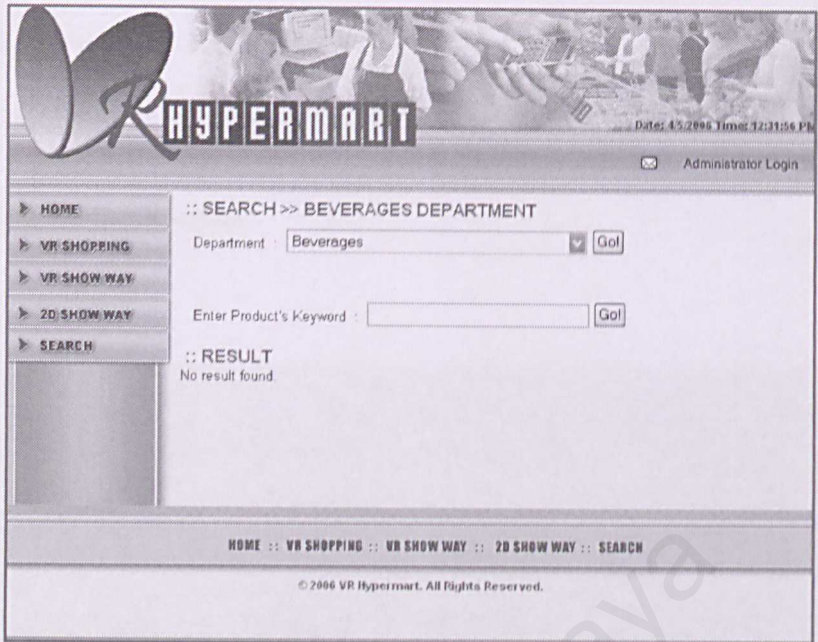 VR HYPERMART
Date: 4/5/2006 Time: 12:31:56 PM
Administrator Login
HOME
VR SHOPPING
VR SHOW WAY
2D SHOW WAY
SEARCH
:: SEARCH >> BEVERAGES DEPARTMENT
Department : Beverages Go!
Enter Product's Keyword : Go!
:: RESULT
No result found.
HOME :: VR SHOPPING :: VR SHOW WAY :: 2D SHOW WAY :: SEARCH
© 2006 VR Hypermart. All Rights Reserved.